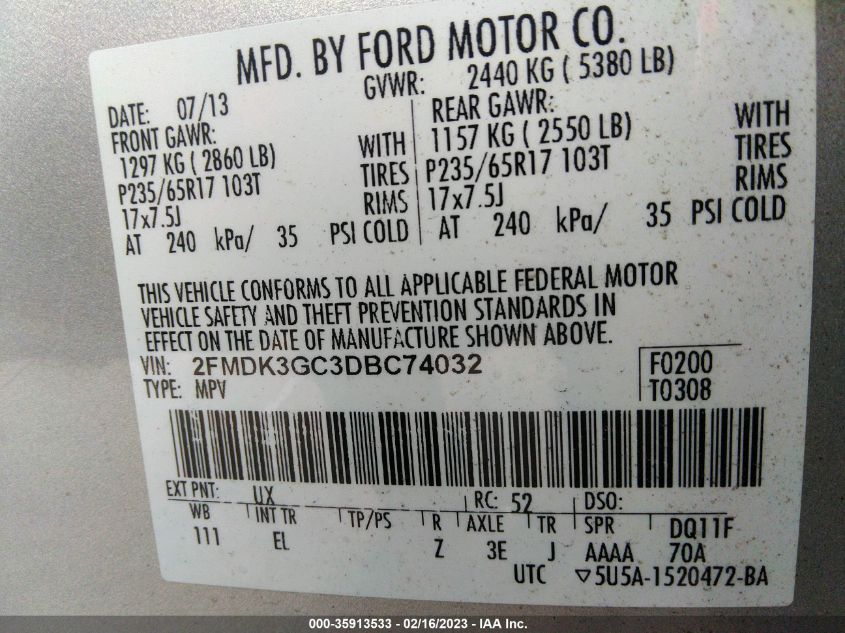 MFD. BY FORD MOTOR CO.
DATE: 07/13 GVWR: 2440 KG ( 5380 LB)
FRONT GAWR: REAR GAWR:
1297 KG ( 2860 LB) WITH 1157 KG ( 2550 LB) WITH
P235/65R17 103T TIRES P235/65R17 103T TIRES
17x7.5J RIMS 17x7.5J RIMS
AT 240 kPa/ 35 PSI COLD AT 240 kPa/ 35 PSI COLD
THIS VEHICLE CONFORMS TO ALL APPLICABLE FEDERAL MOTOR
VEHICLE SAFETY AND THEFT PREVENTION STANDARDS IN
EFFECT ON THE DATE OF MANUFACTURE SHOWN ABOVE.
VIN: 2FMDK3GC3DBC74032 F0200
TYPE: MPV T0308
EXT PNT: UX RC: 52 DSO:
WB INT TR TP/PS R AXLE TR SPR DQ11F
111 EL Z 3E J AAAA 70A
UTC ▽5U5A-1520472-BA
000-35913533 - 02/16/2023 - IAA Inc.